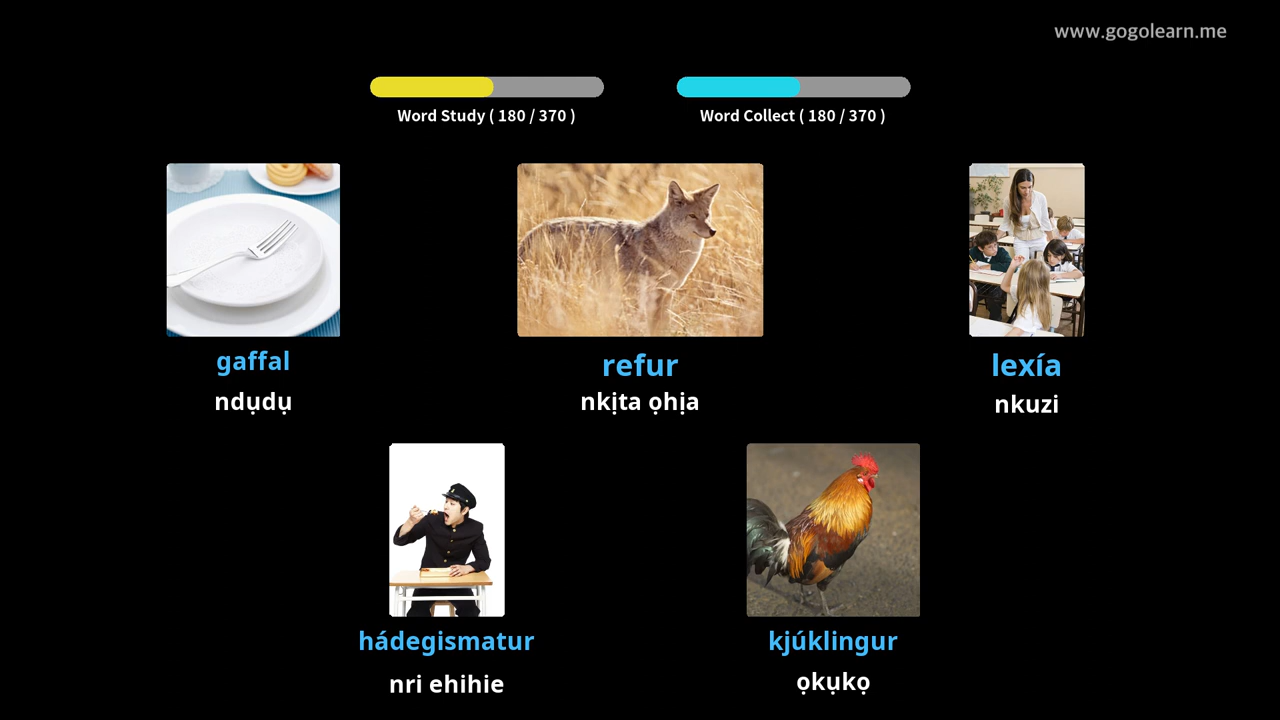 www.gogolearn.me
Word Study ( 180 / 370 )
Word Collect ( 180 / 370 )
gaffal
ndụdụ
refur
nkịta ọhịa
lexía
nkuzi
hádegismatur
nri ehihie
kjúklingur
ọkụkọ